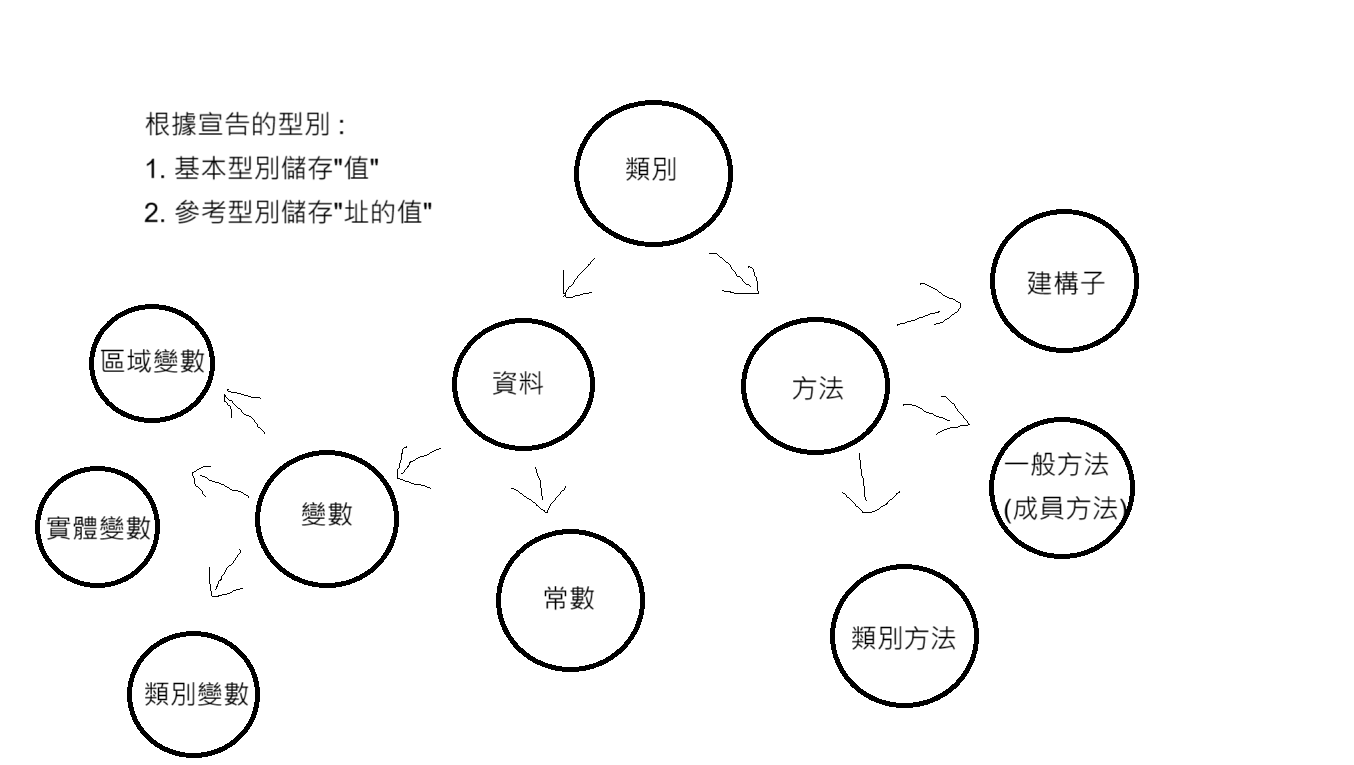 根據宣告的型別 :
1. 基本型別儲存"值"
2. 參考型別儲存"址的值"
類別
建構子
區域變數
資料
方法
一般方法
(成員方法)
實體變數
變數
常數
類別方法
類別變數